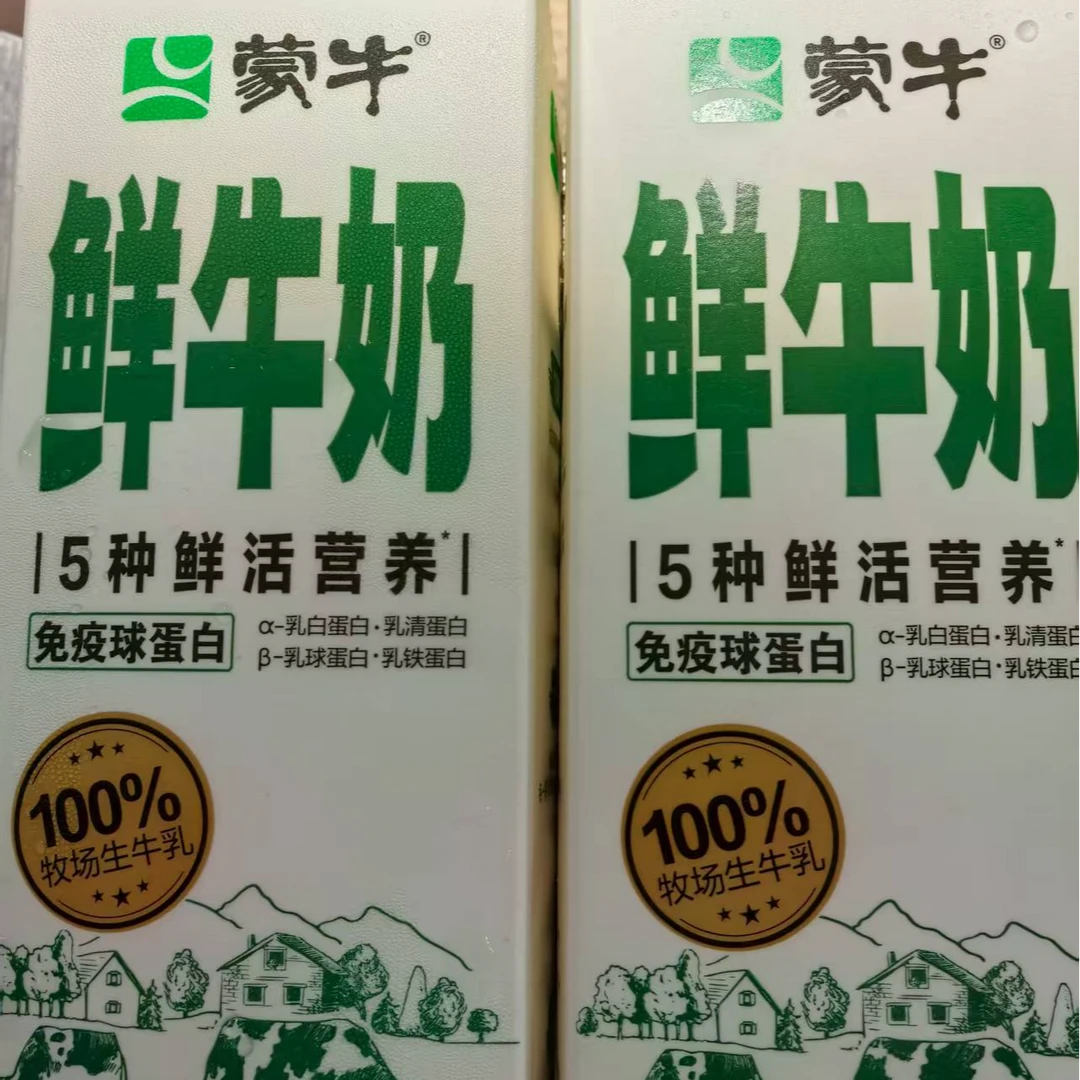 蒙牛®
鲜牛奶
5种鲜活营养*
免疫球蛋白
α-乳白蛋白·乳清蛋白
β-乳球蛋白·乳铁蛋白
100%
牧场生牛乳
蒙牛®
鲜牛奶
5种鲜活营养*
免疫球蛋白
α-乳白蛋白·乳清蛋白
β-乳球蛋白·乳铁蛋白
100%
牧场生牛乳